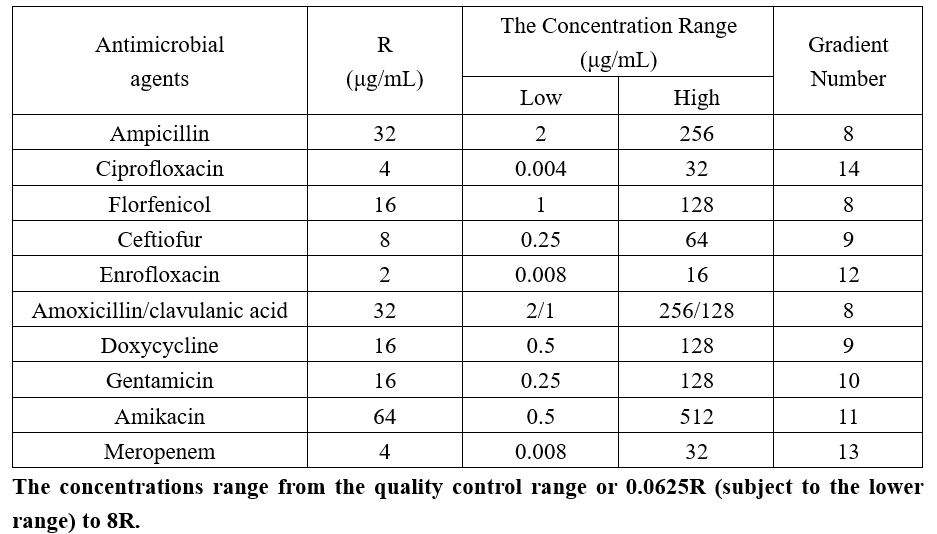 Antimicrobial agents | R (μg/mL) | The Concentration Range (μg/mL) | Gradient Number
Low | High
Ampicillin | 32 | 2 | 256 | 8
Ciprofloxacin | 4 | 0.004 | 32 | 14
Florfenicol | 16 | 1 | 128 | 8
Ceftiofur | 8 | 0.25 | 64 | 9
Enrofloxacin | 2 | 0.008 | 16 | 12
Amoxicillin/clavulanic acid | 32 | 2/1 | 256/128 | 8
Doxycycline | 16 | 0.5 | 128 | 9
Gentamicin | 16 | 0.25 | 128 | 10
Amikacin | 64 | 0.5 | 512 | 11
Meropenem | 4 | 0.008 | 32 | 13
The concentrations range from the quality control range or 0.0625R (subject to the lower
range) to 8R.